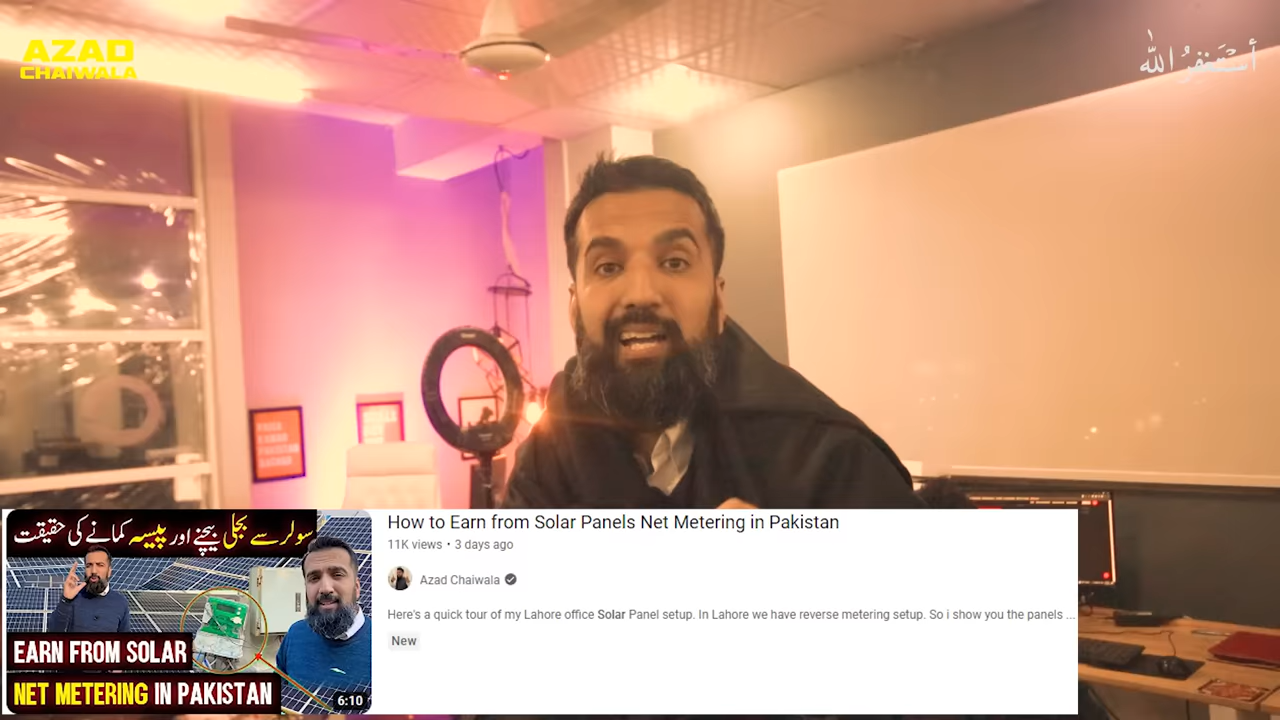 AZAD
CHAIWALA
أستغفر الله
سولر سے بجلی بیچنے اور پیسہ کمانے کی حقیقت
EARN FROM SOLAR
NET METERING IN PAKISTAN
6:10
How to Earn from Solar Panels Net Metering in Pakistan
11K views • 3 days ago
Azad Chaiwala
Here's a quick tour of my Lahore office Solar Panel setup. In Lahore we have reverse metering setup. So i show you the panels ...
New